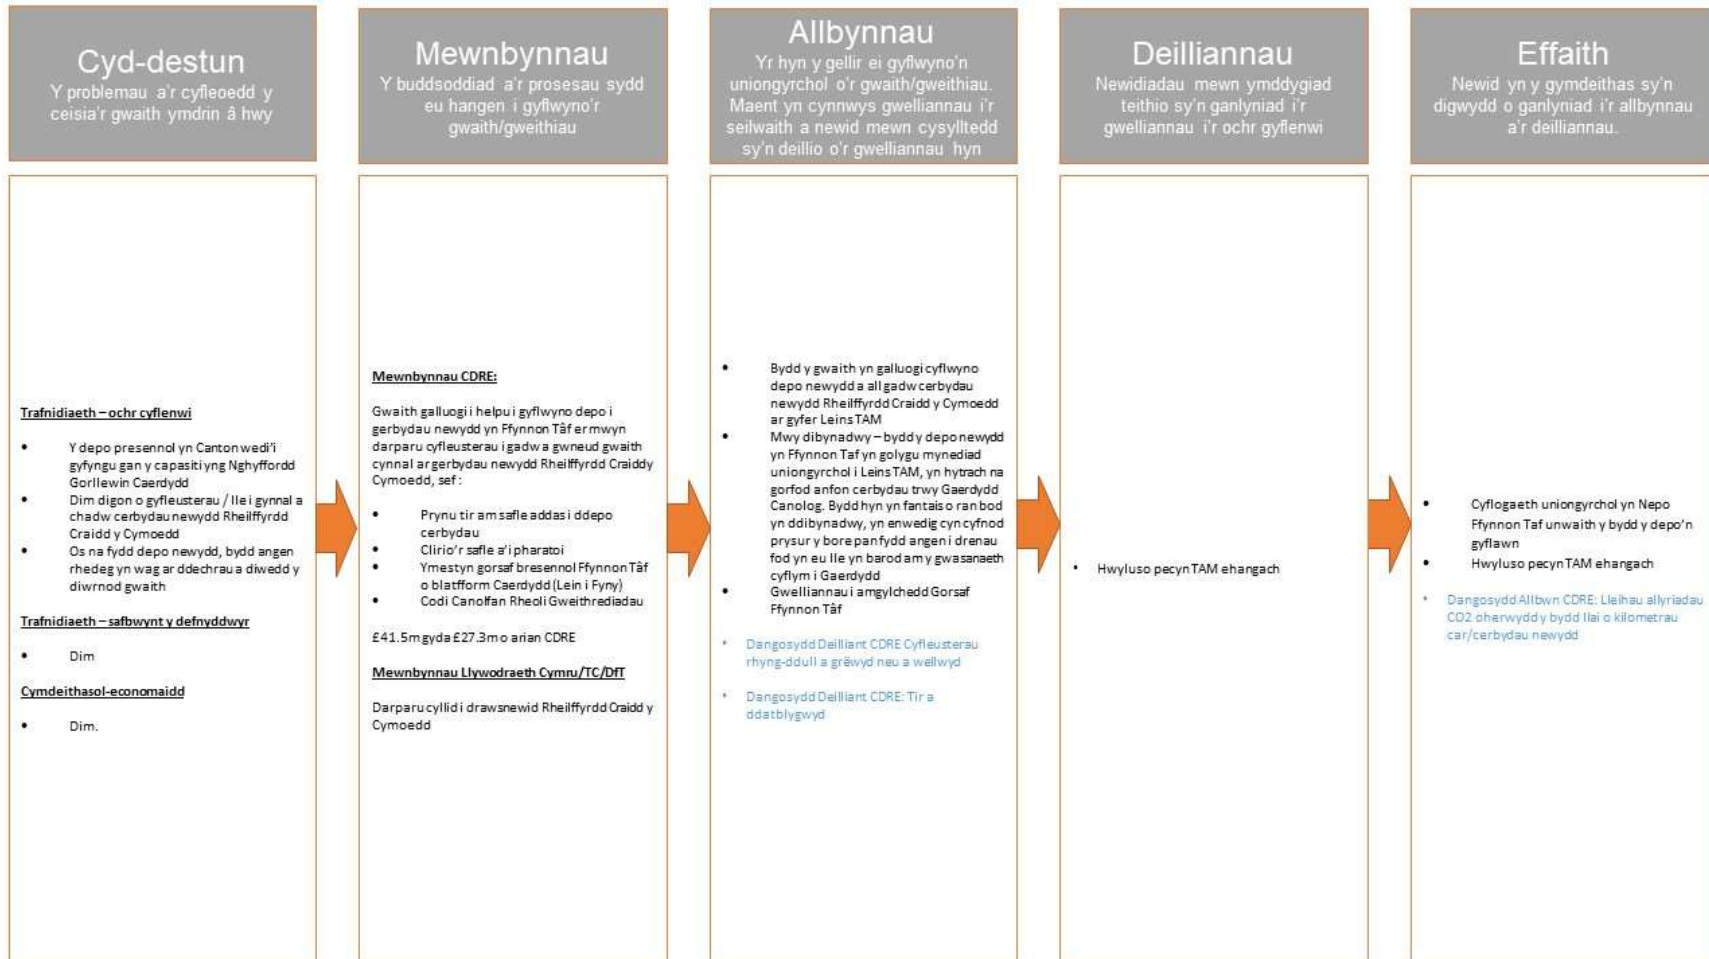 Cyd-destun
Y problemau a'r cyfleoedd y
ceisia'r gwaith ymdrin â hwy
Mewnbynnau
Y buddsoddiad a'r prosesau sydd
eu hangen i gyflwyno'r
gwaith/gweithiau
Allbynnau
Yr hyn y gellir ei gyflwyno'n
uniongyrchol o'r gwaith/gweithiau.
Maent yn cynnwys gwelliannau i'r
seilwaith a newid mewn cysylltedd
sy'n deillio o'r gwelliannau hyn
Deilliannau
Newidiadau mewn ymddygiad
teithio sy'n ganlyniad i'r
gwelliannau i'r ochr gyflenwi
Effaith
Newid yn y gymdeithas sy'n
digwydd o ganlyniad i'r allbynnau
a'r deilliannau.
Trafnidiaeth – ochr cyflenwi
• Y depo presennol yn Canton wedi'i
gyfyngu gan y capasiti yng Nghyffordd
Gorllewin Caerdydd
• Dim digon o gyfleusterau / lle i gynnal a
chadw cerbydau newydd Rheilffyrdd
Craidd y Cymoedd
• Os na fydd depo newydd, bydd angen
rhedeg yn wag ar ddechrau a diwedd y
diwrnod gwaith
Trafnidiaeth – safbwynt y defnyddwyr
• Dim
Cymdeithasol-economaidd
• Dim.
Mewnbynnau CDRE:
Gwaith galluogi i helpu i gyflwyno depo i
gerbydau newydd yn Ffynnon Tâf er mwyn
darparu cyfleusterau i gadw a gwneud gwaith
cynnal ar gerbydau newydd Rheilffyrdd Craidd y
Cymoedd, sef :
• Prynu tir am safle addas i ddepo
cerbydau
• Clirio'r safle a'i pharatoi
• Ymestyn gorsaf bresennol Ffynnon Tâf
o blatfform Caerdydd (Lein i Fyny)
• Codi Canolfan Rheoli Gweithrediadau
£41.5m gyda £27.3m o arian CDRE
Mewnbynnau Llywodraeth Cymru/TC/DfT
Darparu cyllid i drawsnewid Rheilffyrdd Craidd y
Cymoedd
• Bydd y gwaith yn galluogi cyflwyno
depo newydd a all gadw cerbydau
newydd Rheilffyrdd Craidd y Cymoedd
ar gyfer Leins TAM
• Mwy dibynadwy – bydd y depo newydd
yn Ffynnon Taf yn golygu mynediad
uniongyrchol i Leins TAM, yn hytrach na
gorfod anfon cerbydau trwy Gaerdydd
Canolog. Bydd hyn yn fantais o ran bod
yn ddibynadwy, yn enwedig cyn cyfnod
prysur y bore pan fydd angen i drenau
fod yn eu lle yn barod am y gwasanaeth
cyflym i Gaerdydd
• Gwelliannau i amgylchedd Gorsaf
Ffynnon Tâf
• Dangosydd Deilliant CDRE Cyfleusterau
rhyng-ddull a grëwyd neu a wellwyd
• Dangosydd Deilliant CDRE: Tir a
ddatblygwyd
• Hwyluso pecyn TAM ehangach
• Cyflogaeth uniongyrchol yn Nepo
Ffynnon Taf unwaith y bydd y depo'n
gyflawn
• Hwyluso pecyn TAM ehangach
• Dangosydd Allbwn CDRE: Lleihau allyriadau
CO2 oherwydd y bydd llai o kilometrau
car/cerbydau newydd